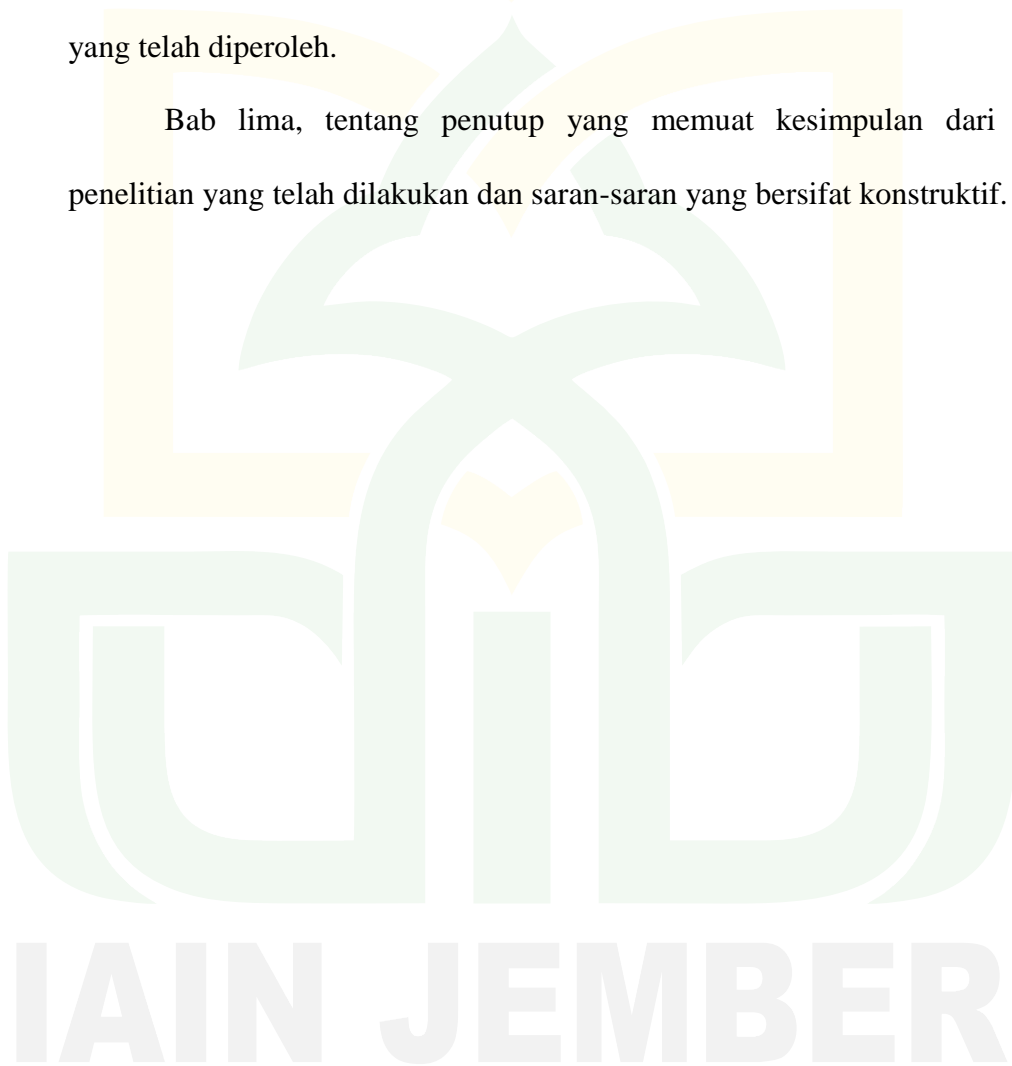 yang telah diperoleh.
Bab lima, tentang penutup yang memuat kesimpulan dari
penelitian yang telah dilakukan dan saran-saran yang bersifat konstruktif.
IAIN JEMBER